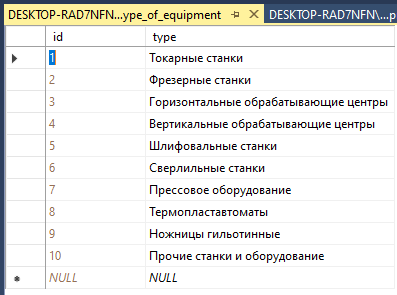 DESKTOP-RAD7NFN...ype_of_equipment DESKTOP-RAD7NFN\...p
id type
1 Токарные станки
2 Фрезерные станки
3 Горизонтальные обрабатывающие центры
4 Вертикальные обрабатывающие центры
5 Шлифовальные станки
6 Сверлильные станки
7 Прессовое оборудование
8 Термопластавтоматы
9 Ножницы гильотинные
10 Прочие станки и оборудование
NULL NULL